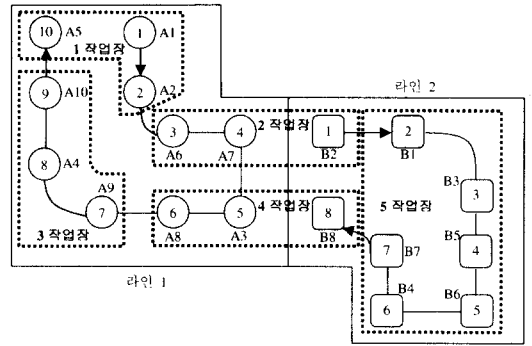 10 A5
1 A1
1 작업장
2 A2
9 A10
라인 2
3 A6
4 A7
2 작업장
1 B2
2 B1
8 A4
B3 3
7 A9
3 작업장
6 A8
5 A3
4 작업장
8 B8
5 작업장
B5 4
7 B7
6 B4
B6 5
라인 1